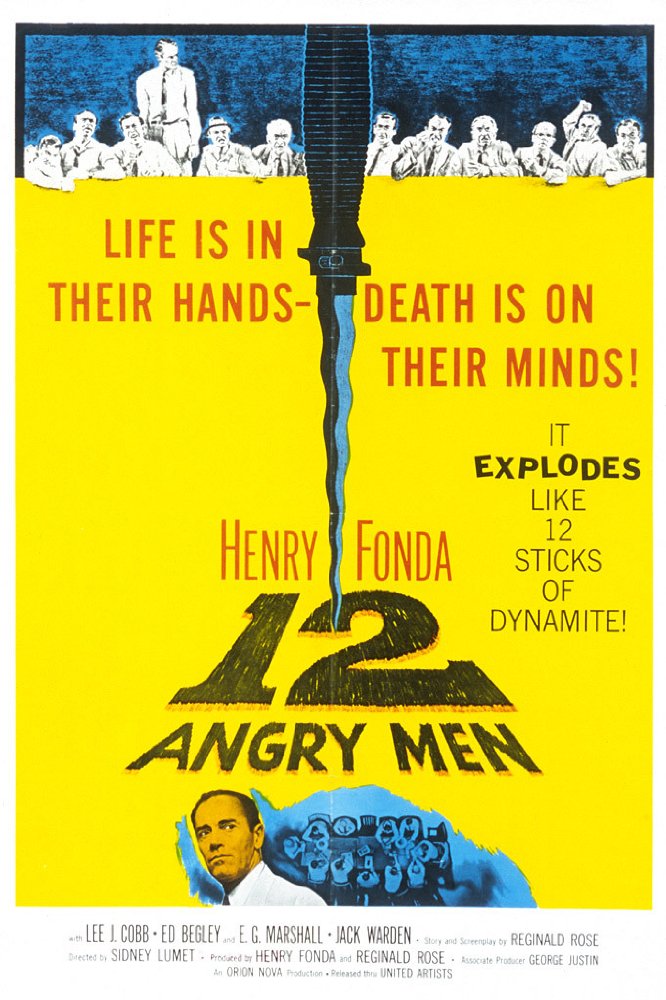 LIFE IS IN
THEIR HANDS- DEATH IS ON
THEIR MINDS!
IT
EXPLODES
LIKE
12
STICKS
OF
DYNAMITE!
HENRY FONDA
12
ANGRY MEN
with LEE J. COBB • ED BEGLEY and E. G. MARSHALL • JACK WARDEN • Story and Screenplay by REGINALD ROSE
Directed by SIDNEY LUMET • Produced by HENRY FONDA and REGINALD ROSE • Associate Producer GEORGE JUSTIN
An ORION NOVA Production • Released thru UNITED ARTISTS